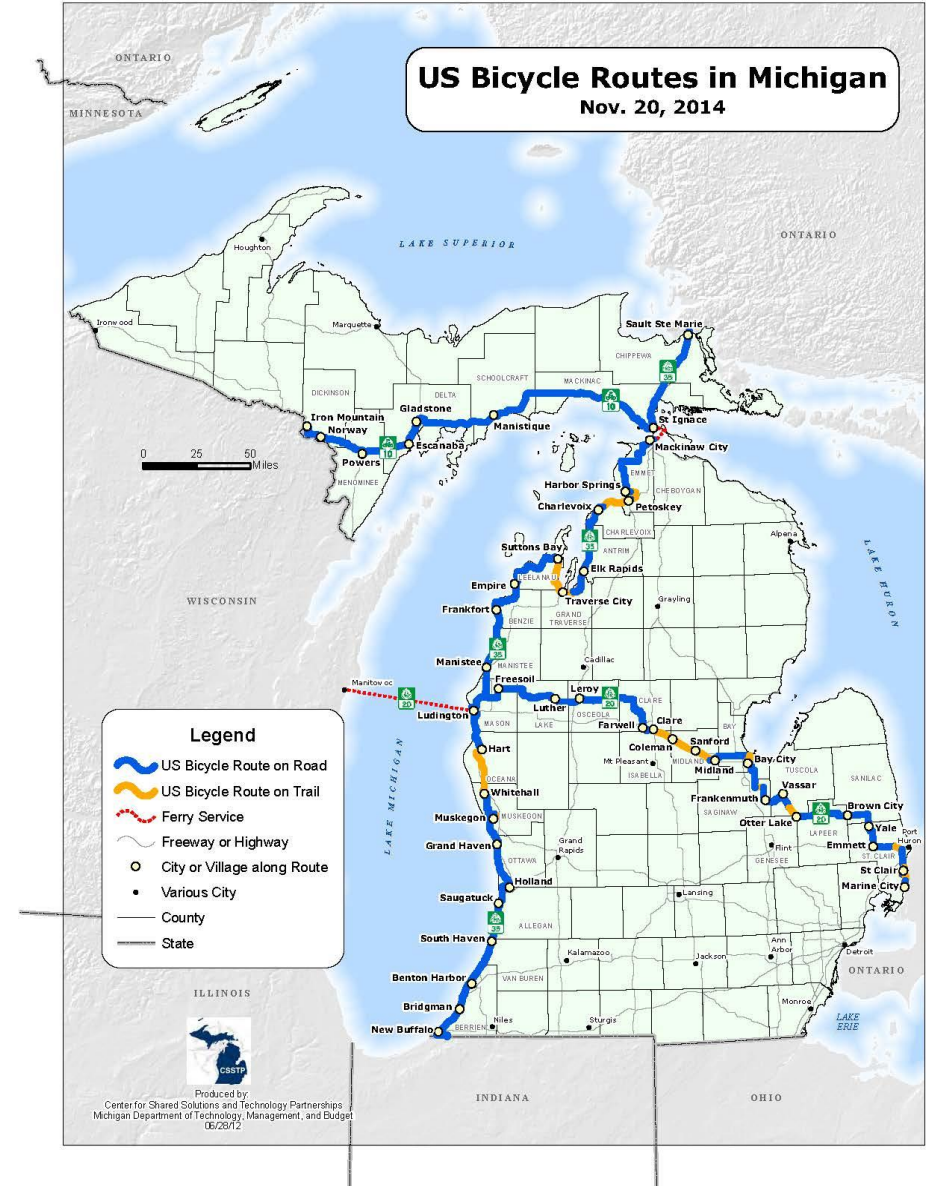 US Bicycle Routes in Michigan
Nov. 20, 2014
ONTARIO
MINNESOTA
LAKE SUPERIOR
ONTARIO
Houghton
Ironwood
Marquette
Sault Ste Marie
CHIPPEWA
35
SCHOOLCRAFT
MACKINAC
DICKINSON
DELTA
10
Gladstone
Iron Mountain
Norway
Manistique
St Ignace
Escanaba
10
Mackinaw City
Powers
0 25 50
Miles
MENOMINEE
EMMET
Harbor Springs
CHEBOYGAN
Charlevoix
Petoskey
CHARLEVOIX
Alpena
35
Suttons Bay
ANTRIM
LEELANAU
Elk Rapids
Empire
LAKE HURON
WISCONSIN
Traverse City
Grayling
Frankfort
BENZIE
GRAND
TRAVERSE
35
Manistee
MANISTEE
Cadillac
Freesoil
Manitowoc
20
Leroy
20
CLARE
Luther
OSCEOLA
Ludington
MASON
LAKE
Farwell
Clare
BAY
Coleman
Sanford
Hart
Mt Pleasant
MIDLAND
Midland
Bay City
ISABELLA
TUSCOLA
OCEANA
SANILAC
Whitehall
Vassar
Frankenmuth
LAKE MICHIGAN
MUSKEGON
SAGINAW
Brown City
20
Muskegon
Otter Lake
LAPEER
Yale
Port
Huron
Grand Haven
Grand
Rapids
Flint
Emmett
GENESEE
ST. CLAIR
OTTAWA
St Clair
Holland
Marine City
Saugatuck
Lansing
35
ALLEGAN
South Haven
Ann
Arbor
Kalamazoo
Jackson
Detroit
ONTARIO
Benton Harbor
VAN BUREN
Bridgman
Monroe
LAKE
ERIE
New Buffalo
BERRIEN
Niles
Sturgis
INDIANA
OHIO
Legend
US Bicycle Route on Road
US Bicycle Route on Trail
Ferry Service
Freeway or Highway
City or Village along Route
Various City
County
State
ILLINOIS
CSSTP
Produced by:
Center for Shared Solutions and Technology Partnerships
Michigan Department of Technology, Management, and Budget
06/28/12